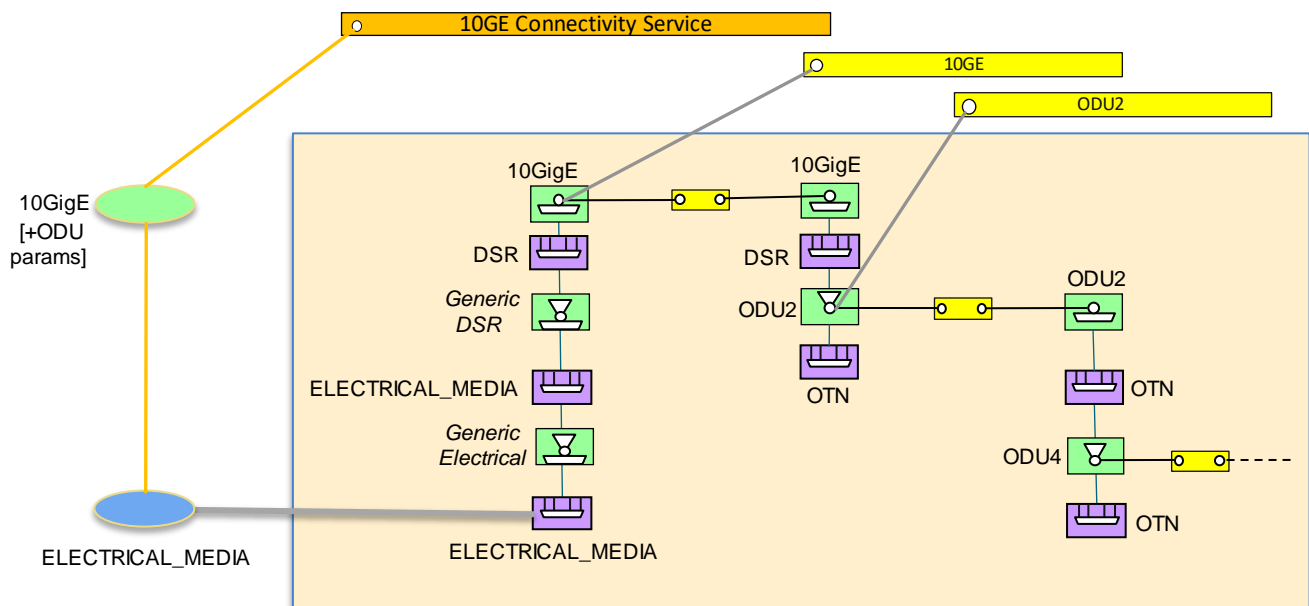 10GE Connectivity Service
10GE
ODU2
10GigE
10GigE
10GigE
[+ODU
params]
DSR
DSR
ODU2
Generic
DSR
ODU2
ELECTRICAL_MEDIA
OTN
OTN
Generic
Electrical
ODU4
OTN
ELECTRICAL_MEDIA
ELECTRICAL_MEDIA